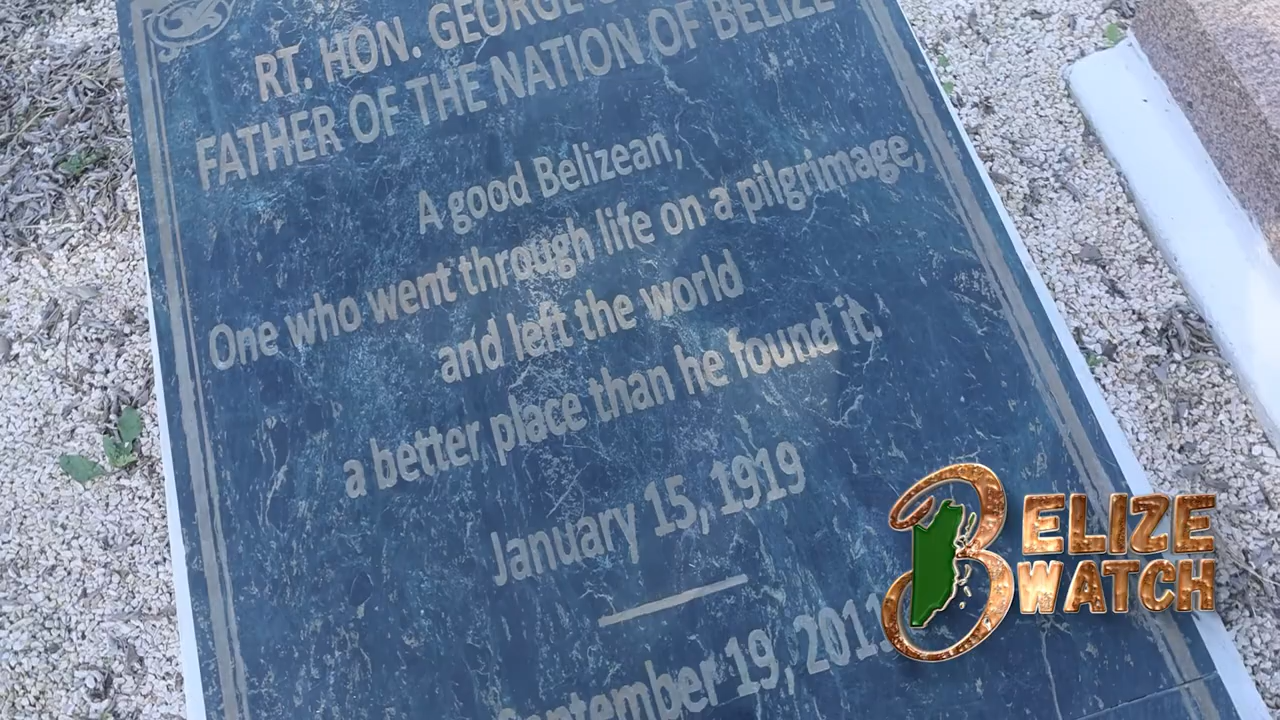 RT. HON. GEORGE
FATHER OF THE NATION OF BELIZE
A good Belizean,
One who went through life on a pilgrimage,
and left the world
a better place than he found it.
January 15, 1919
September 19, 2011
BELIZE
WATCH